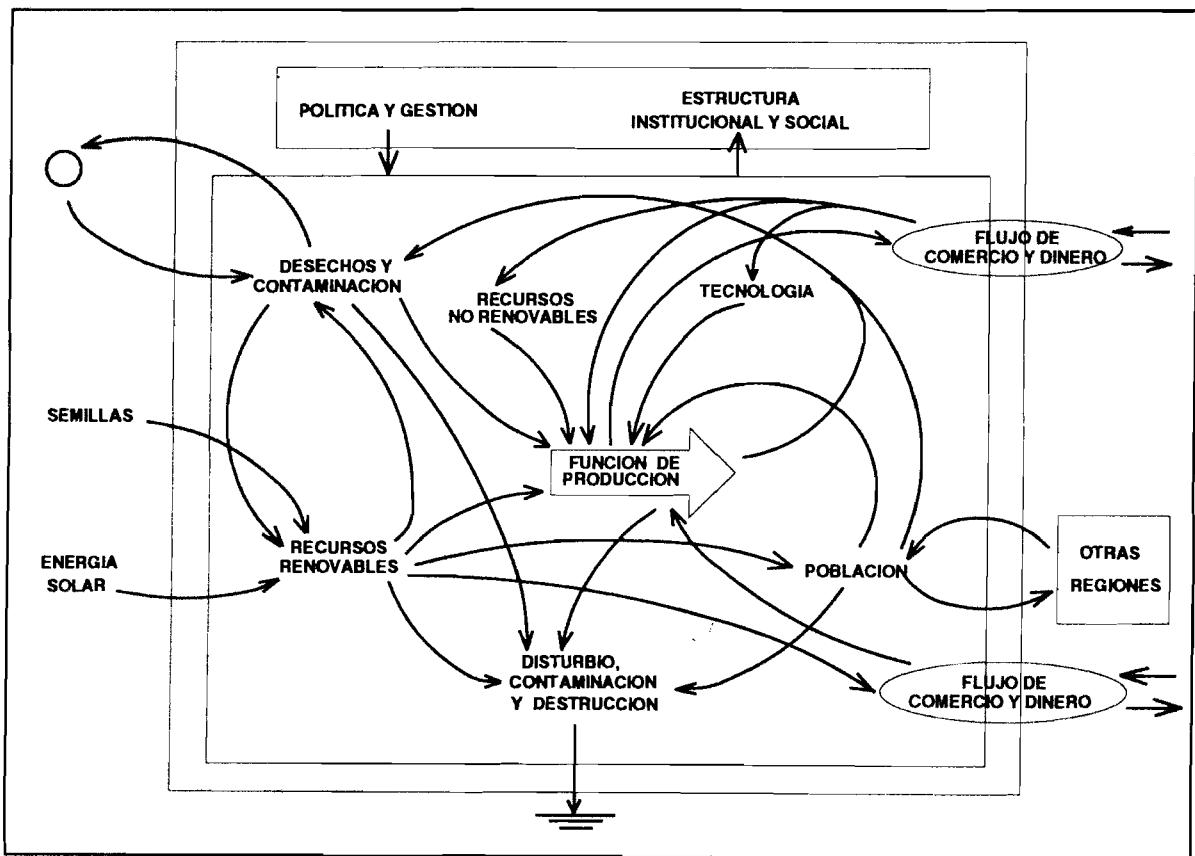 POLITICA Y GESTION
ESTRUCTURA
INSTITUCIONAL Y SOCIAL
FLUJO DE
COMERCIO Y DINERO
DESECHOS Y
CONTAMINACION
RECURSOS
NO RENOVABLES
TECNOLOGIA
SEMILLAS
FUNCION DE
PRODUCCION
RECURSOS
RENOVABLES
ENERGIA
SOLAR
POBLACION
OTRAS
REGIONES
DISTURBIO,
CONTAMINACION
Y DESTRUCCION
FLUJO DE
COMERCIO Y DINERO